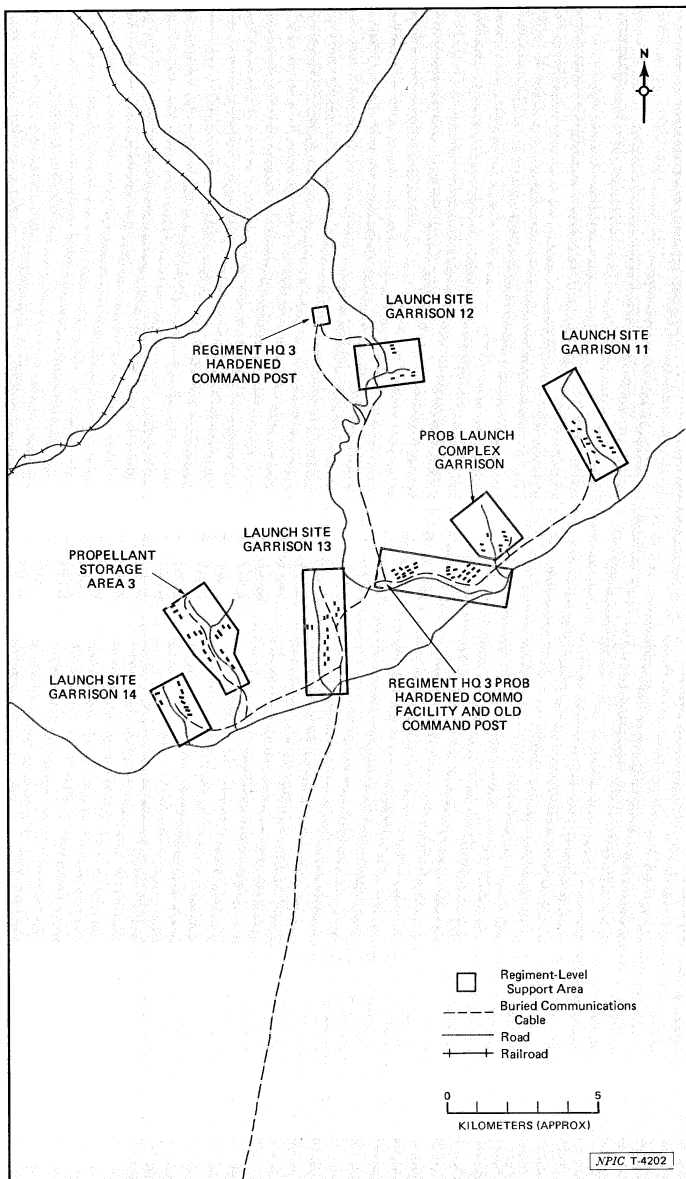 N
LAUNCH SITE
GARRISON 12
LAUNCH SITE
GARRISON 11
REGIMENT HQ 3
HARDENED
COMMAND POST
PROB LAUNCH
COMPLEX
GARRISON
LAUNCH SITE
GARRISON 13
PROPELLANT
STORAGE
AREA 3
LAUNCH SITE
GARRISON 14
REGIMENT HQ 3 PROB
HARDENED COMMO
FACILITY AND OLD
COMMAND POST
Regiment-Level
Support Area
Buried Communications
Cable
Road
Railroad
0 5
KILOMETERS (APPROX)
NPIC T-4202